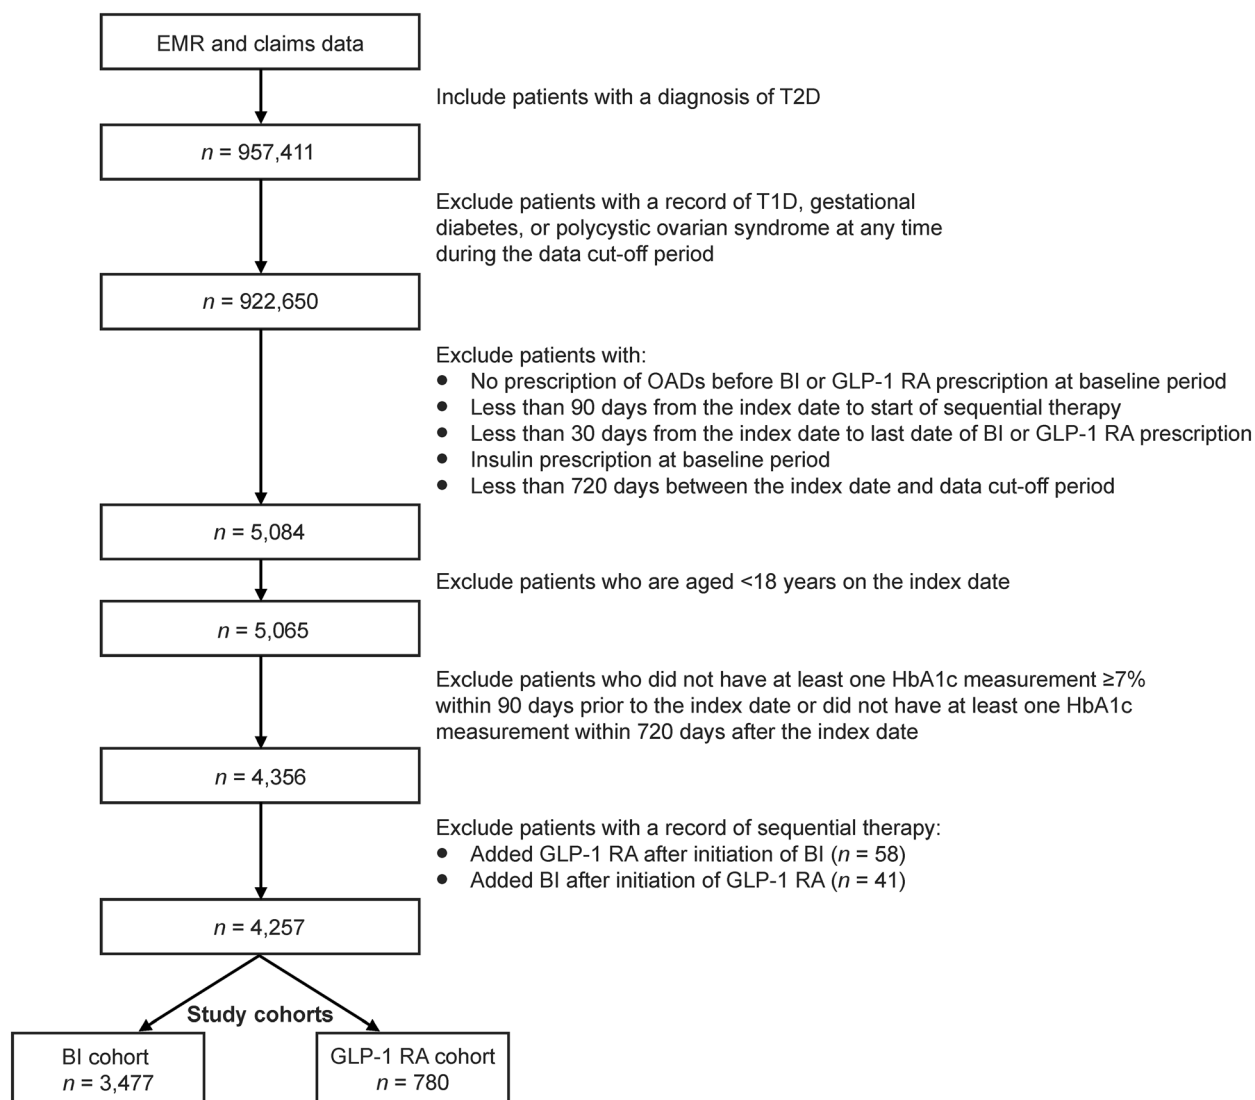 EMR and claims data
Include patients with a diagnosis of T2D
n = 957,411
Exclude patients with a record of T1D, gestational
diabetes, or polycystic ovarian syndrome at any time
during the data cut-off period
n = 922,650
Exclude patients with:
● No prescription of OADs before BI or GLP-1 RA prescription at baseline period
● Less than 90 days from the index date to start of sequential therapy
● Less than 30 days from the index date to last date of BI or GLP-1 RA prescription
● Insulin prescription at baseline period
● Less than 720 days between the index date and data cut-off period
n = 5,084
Exclude patients who are aged <18 years on the index date
n = 5,065
Exclude patients who did not have at least one HbA1c measurement ≥7%
within 90 days prior to the index date or did not have at least one HbA1c
measurement within 720 days after the index date
n = 4,356
Exclude patients with a record of sequential therapy:
● Added GLP-1 RA after initiation of BI (n = 58)
● Added BI after initiation of GLP-1 RA (n = 41)
n = 4,257
Study cohorts
BI cohort
n = 3,477
GLP-1 RA cohort
n = 780